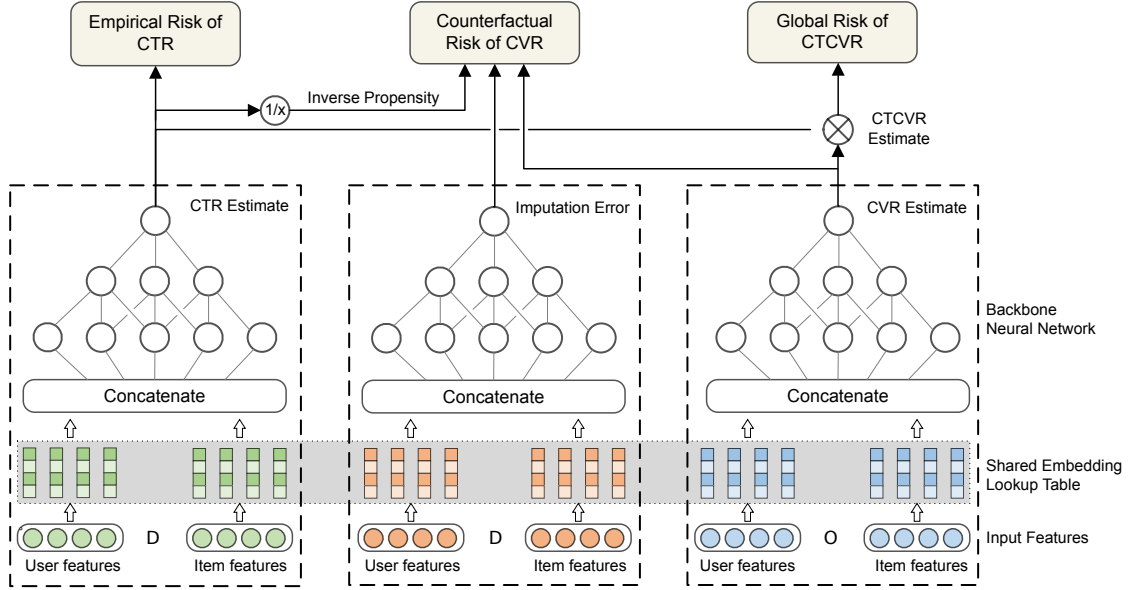 Empirical Risk of
CTR
Counterfactual
Risk of CVR
Global Risk of
CTCVR
1/x
Inverse Propensity
CTCVR
Estimate
CTR Estimate
Imputation Error
CVR Estimate
Backbone
Neural Network
Concatenate
Concatenate
Concatenate
Shared Embedding
Lookup Table
D
D
O
Input Features
User features
Item features
User features
Item features
User features
Item features